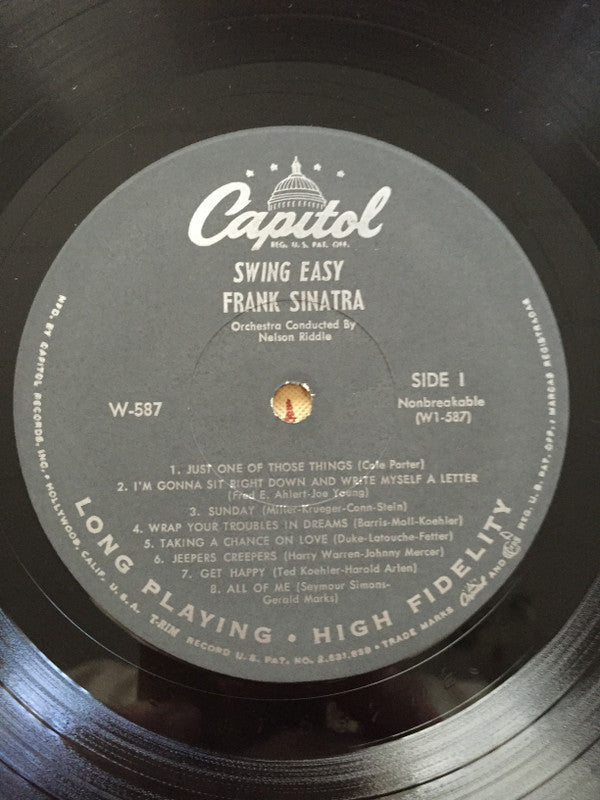 Capitol
REG. U.S. PAT. OFF.
SWING EASY
FRANK SINATRA
Orchestra Conducted By
Nelson Riddle
W-587
SIDE 1
Nonbreakable
(W1-587)
1. JUST ONE OF THOSE THINGS (Cole Porter)
2. I'M GONNA SIT RIGHT DOWN AND WRITE MYSELF A LETTER
(Fred E. Ahlert-Joe Young)
3. SUNDAY (Miller-Krueger-Conn-Stein)
4. WRAP YOUR TROUBLES IN DREAMS (Barris-Moll-Koehler)
5. TAKING A CHANCE ON LOVE (Duke-Latouche-Fetter)
6. JEEPERS CREEPERS (Harry Warren-Johnny Mercer)
7. GET HAPPY (Ted Koehler-Harold Arlen)
8. ALL OF ME (Seymour Simons-
Gerald Marks)
LONG PLAYING • HIGH FIDELITY
MFD. BY CAPITOL RECORDS, INC. • HOLLYWOOD, CALIF. U.S.A. T-RIM RECORD U.S. PAT. NO. 2,631,859 • TRADE MARKS Capitol AND REG. U.S. PAT. OFF. • MARCAS REGISTRADAS